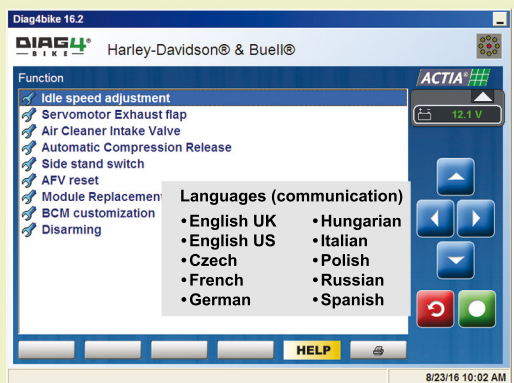 Diag4bike 16.2
DIAG4®
BIKE
Harley-Davidson® & Buell®
Function
ACTIA®
Idle speed adjustment
12.1 V
Servomotor Exhaust flap
Air Cleaner Intake Valve
Automatic Compression Release
Side stand switch
AFV reset
Module Replacement
BCM customization
Disarming
Languages (communication)
•English UK
•English US
•Czech
•French
•German
•Hungarian
•Italian
•Polish
•Russian
•Spanish
HELP
8/23/16 10:02 AM